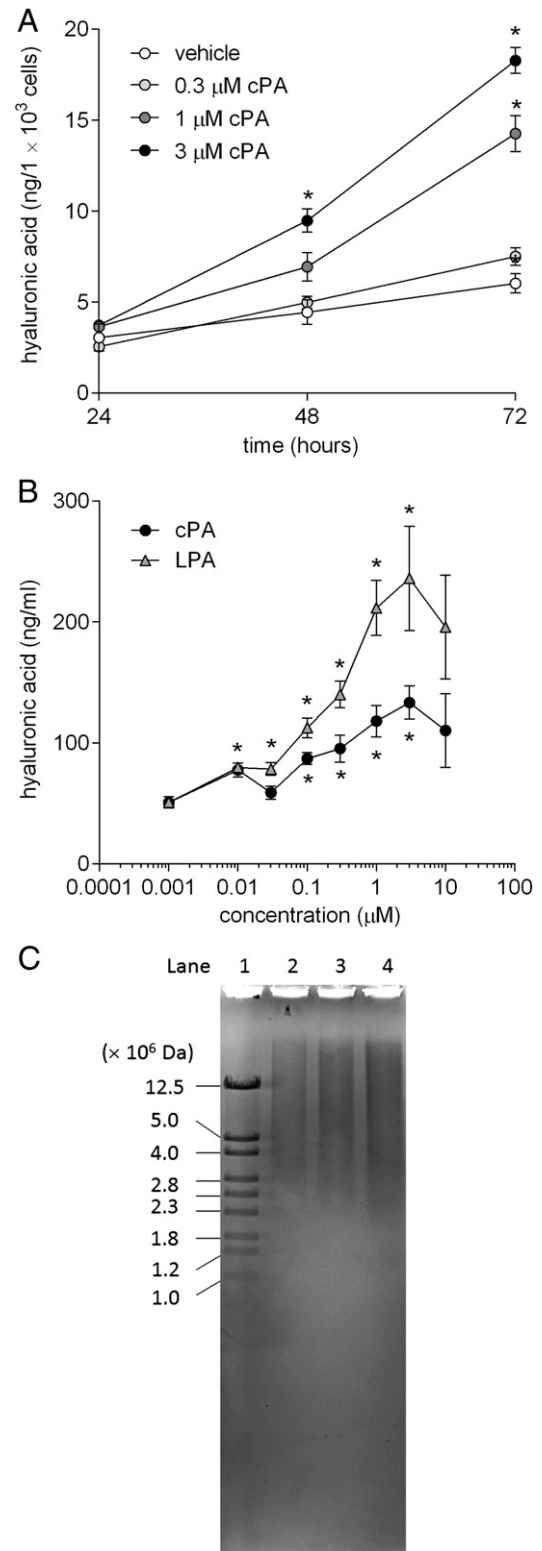 A
hyaluronic acid (ng/1 × 10³ cells)
20
15
10
5
0
vehicle
0.3 μM cPA
1 μM cPA
3 μM cPA
*
*
*
*
24
48
72
time (hours)
B
hyaluronic acid (ng/ml)
300
200
100
0
cPA
LPA
*
*
*
*
*
*
*
*
*
*
0.0001
0.001
0.01
0.1
1
10
100
concentration (μM)
C
Lane 1 2 3 4
(× 10⁶ Da)
12.5
5.0
4.0
2.8
2.3
1.8
1.2
1.0